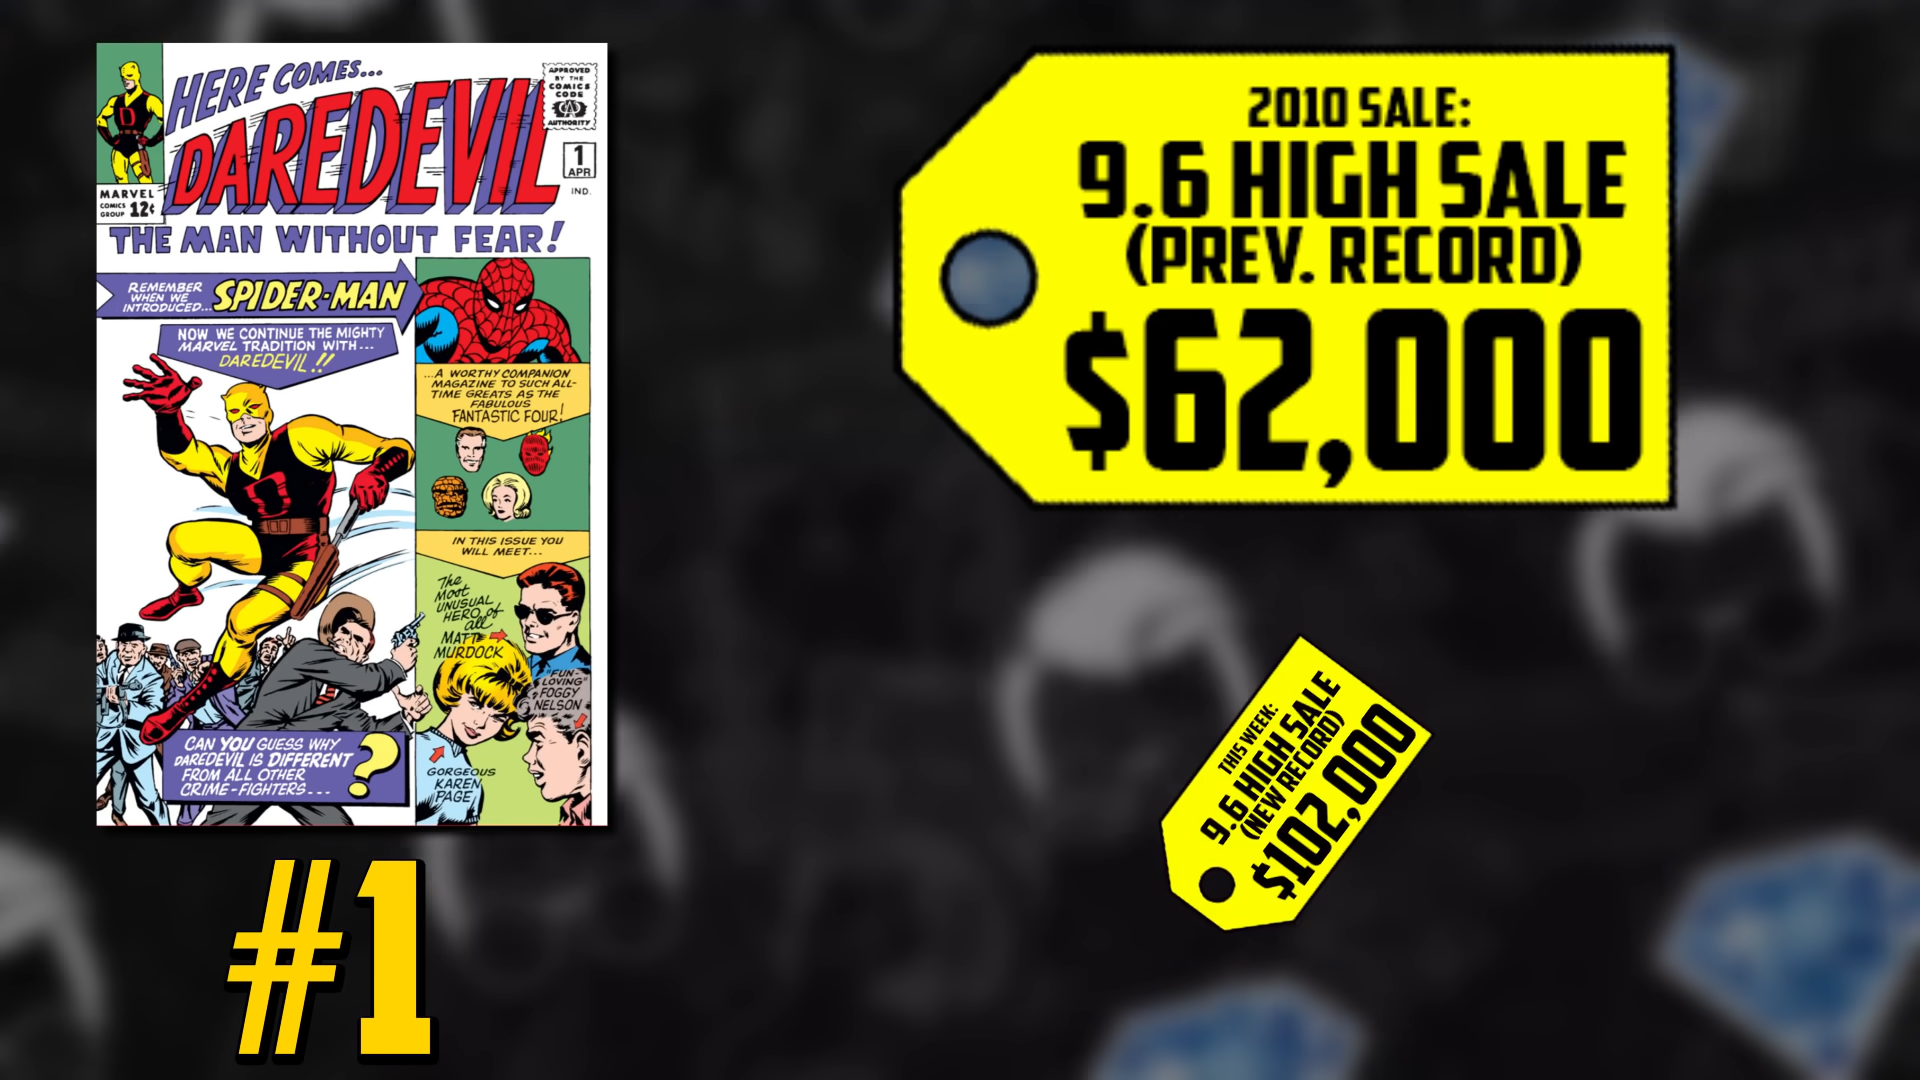 HERE COMES...
DAREDEVIL
APPROVED
BY THE
COMICS
CODE
CA
AUTHORITY
D
1
APR
IND.
MARVEL
COMICS
GROUP 12¢
THE MAN WITHOUT FEAR!
REMEMBER
WHEN WE
INTRODUCED...
SPIDER-MAN
NOW WE CONTINUE THE MIGHTY
MARVEL TRADITION WITH...
DAREDEVIL!!
...A WORTHY COMPANION
MAGAZINE TO SUCH ALL-
TIME GREATS AS THE
FABULOUS
FANTASTIC FOUR!
D
IN THIS ISSUE YOU
WILL MEET...
The
Most
UNUSUAL
HERO of
all
MATT
MURDOCK
"FUN-
LOVING"
FOGGY
NELSON
GORGEOUS
KAREN
PAGE
CAN YOU GUESS WHY
DAREDEVIL IS DIFFERENT
FROM ALL OTHER
CRIME-FIGHTERS...
?
#1
2010 SALE:
9.6 HIGH SALE
(PREV. RECORD)
$62,000
THIS WEEK:
9.6 HIGH SALE
(NEW RECORD)
$102,000